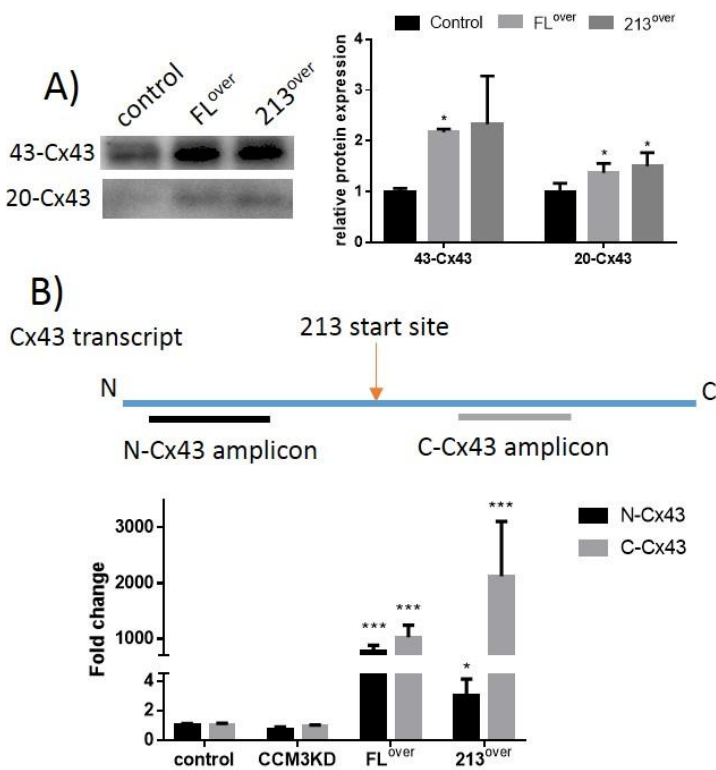 A)
control FLover 213over
43-Cx43
20-Cx43
Control FLover 213over
relative protein expression
4
3
2
1
0
* * *
43-Cx43 20-Cx43
B)
Cx43 transcript
213 start site
N C
N-Cx43 amplicon C-Cx43 amplicon
Fold change
3000
2000
1000
4
2
0
*** *** * ***
control CCM3KD FLover 213over
N-Cx43
C-Cx43